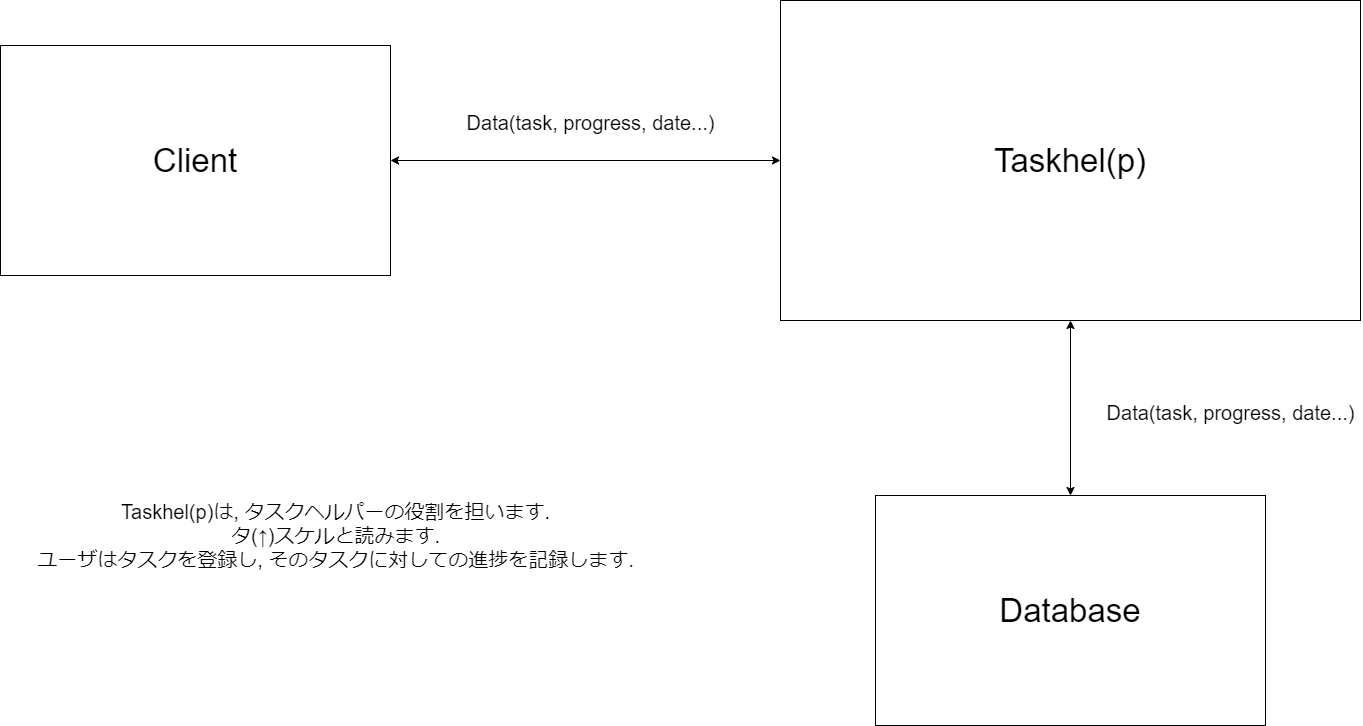 Data(task, progress, date...)
Client
Taskhel(p)
Data(task, progress, date...)
Taskhel(p)は, タスクヘルパーの役割を担います.
タ(↑)スケルと読みます.
ユーザはタスクを登録し, そのタスクに対しての進捗を記録します.
Database